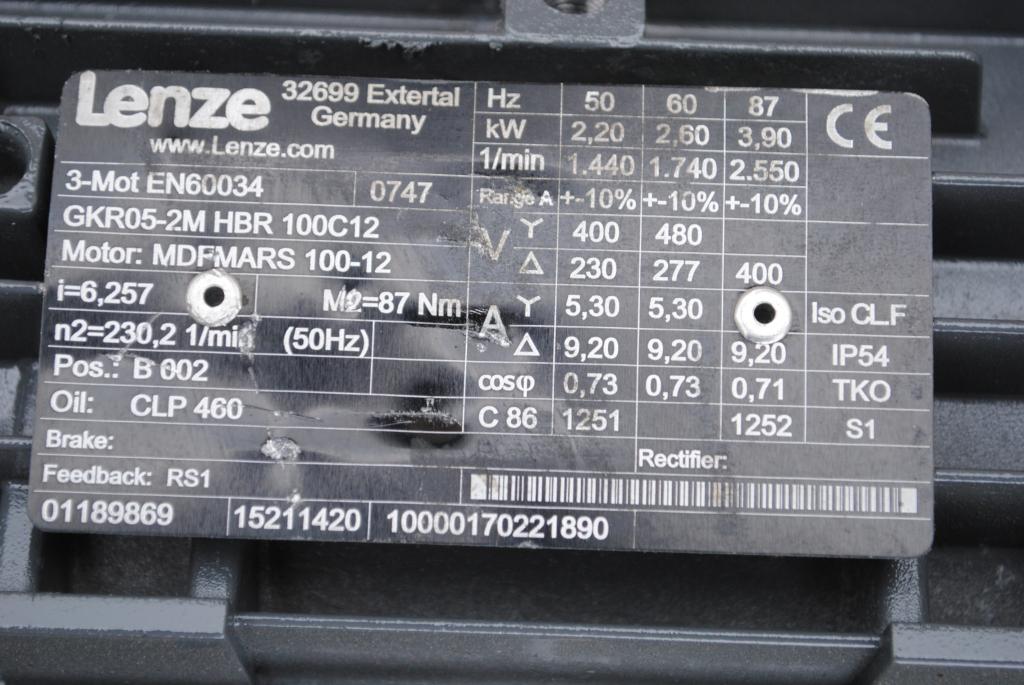 Lenze 32699 Extertal
Germany
www.Lenze.com
3-Mot EN60034 0747
GKR05-2M HBR 100C12
Motor: MDFMARS 100-12
i=6,257 M2=87 Nm
n2=230,2 1/mi (50Hz)
Pos.: B 002
Oil: CLP 460
Brake:
Feedback: RS1
01189869 15211420 10000170221890
Hz 50 60 87 CE
kW 2,20 2,60 3,90
1/min 1.440 1.740 2.550
Range A +-10% +-10% +-10%
V Y 400 480
Δ 230 277 400
A Y 5,30 5,30 Iso CLF
Δ 9,20 9,20 9,20 IP54
cosφ 0,73 0,73 0,71 TKO
C 86 1251 1252 S1
Rectifier: